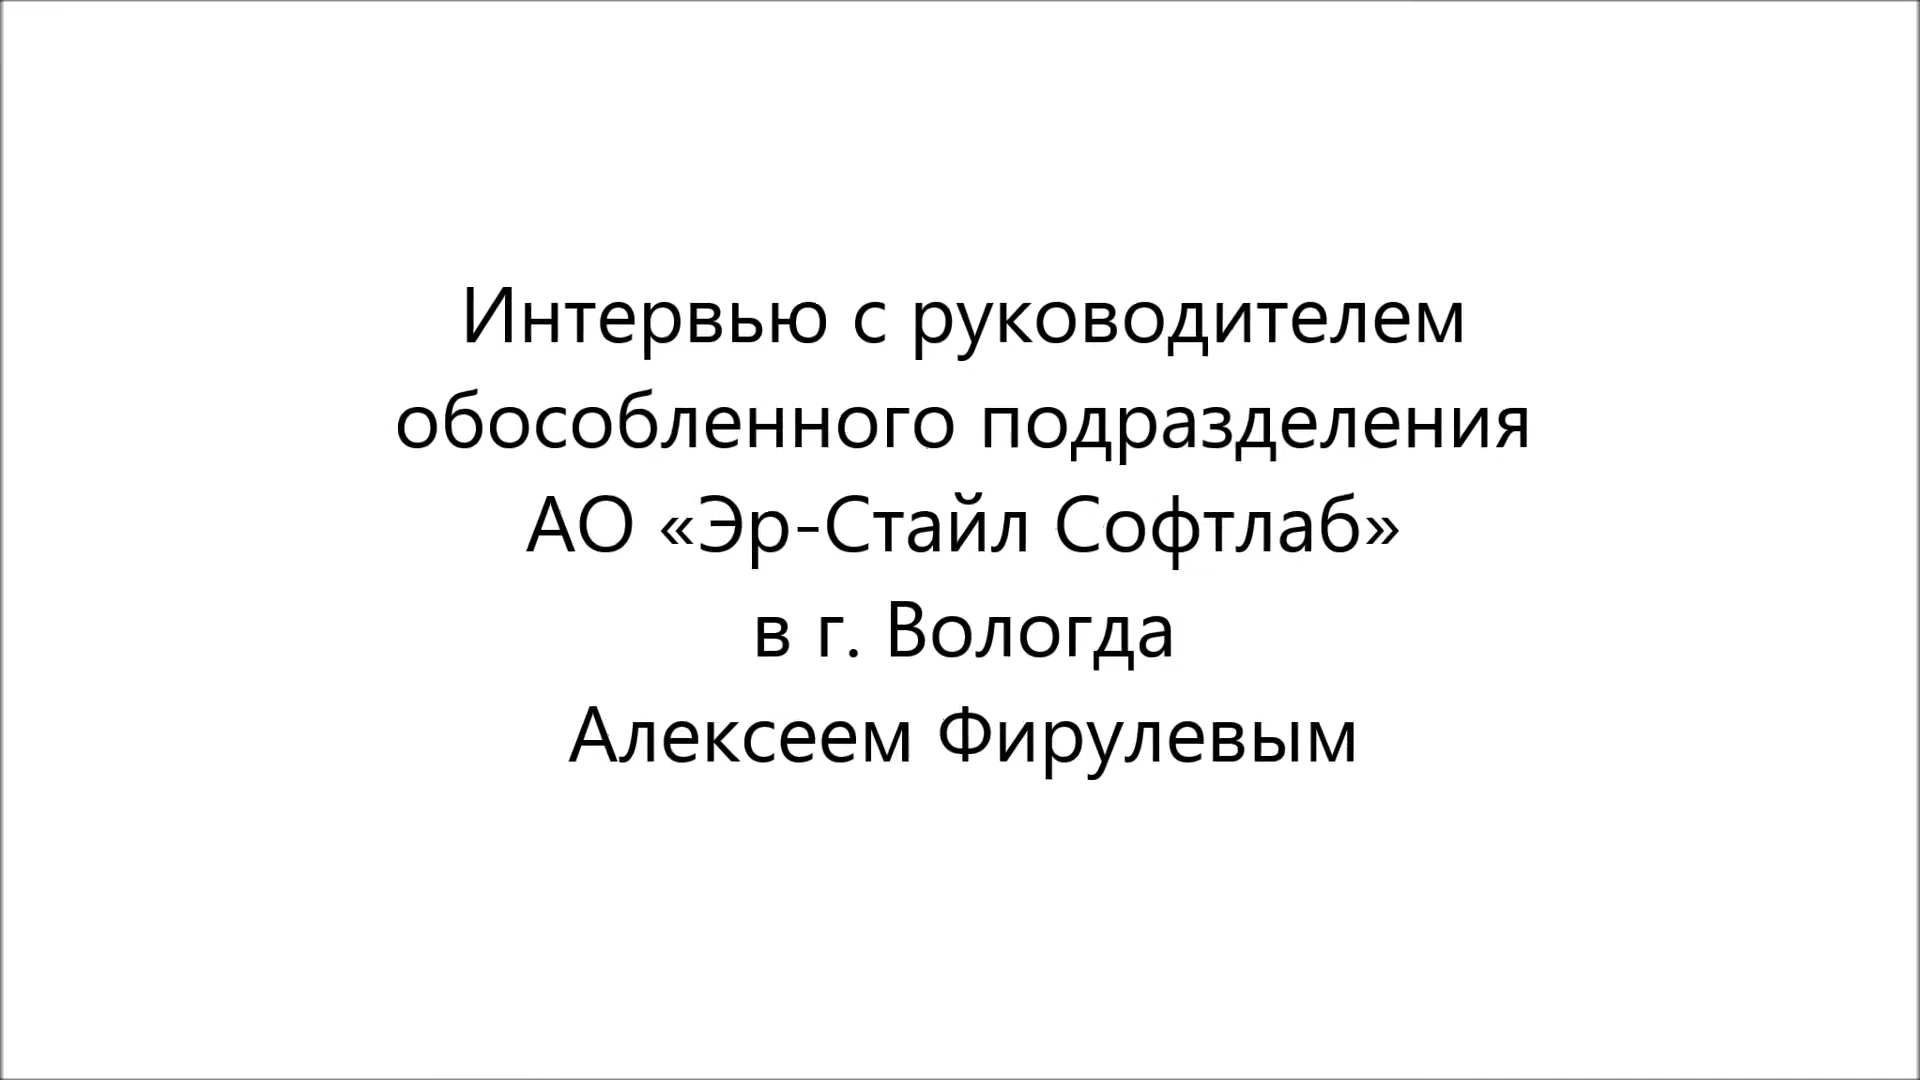 Интервью с руководителем
обособленного подразделения
АО «Эр-Стайл Софтлаб»
в г. Вологда
Алексеем Фирулевым